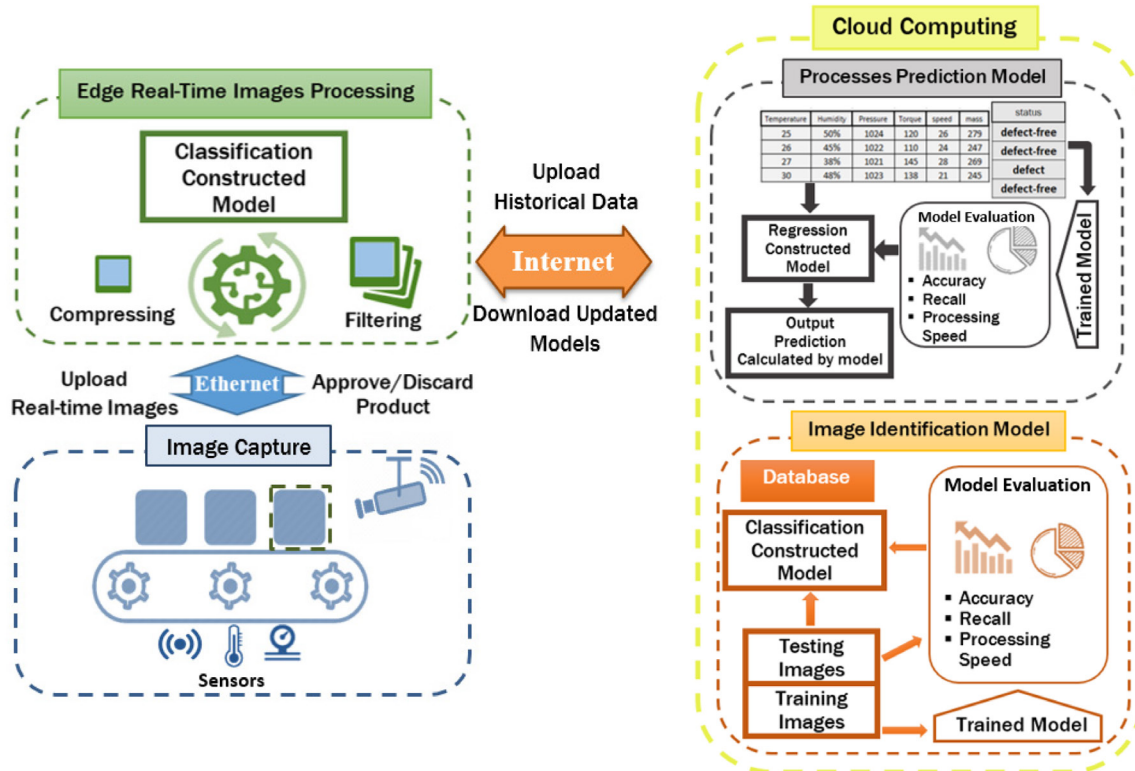 Edge Real-Time Images Processing
Classification
Constructed
Model
Compressing
Filtering
Upload
Real-time Images
Ethernet
Approve/Discard
Product
Image Capture
Sensors
Upload
Historical Data
Internet
Download Updated
Models
Cloud Computing
Processes Prediction Model
Temperature Humidity Pressure Torque speed mass status
25 50% 1024 120 26 279 defect-free
26 45% 1022 110 24 247 defect-free
27 38% 1021 145 28 269 defect
30 48% 1023 138 21 245 defect-free
Regression
Constructed
Model
Model Evaluation
▪ Accuracy
▪ Recall
▪ Processing
Speed
Trained Model
Output
Prediction
Calculated by model
Image Identification Model
Database
Classification
Constructed
Model
Model Evaluation
▪ Accuracy
▪ Recall
▪ Processing
Speed
Testing
Images
Training
Images
Trained Model